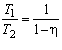 T₁/T₂ = 1/(1−η)